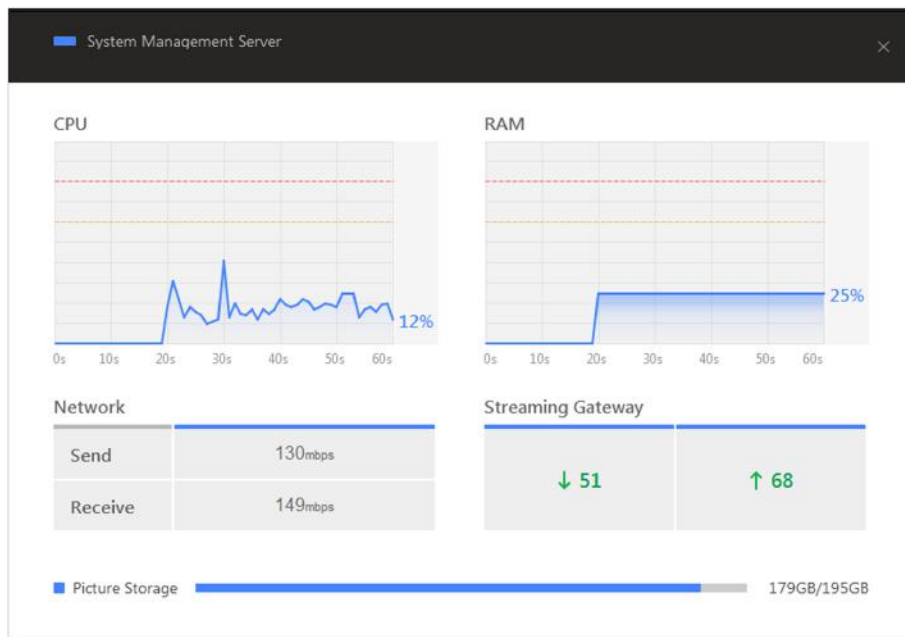 System Management Server
CPU
12%
0s 10s 20s 30s 40s 50s 60s
RAM
25%
0s 10s 20s 30s 40s 50s 60s
Network
Send 130mbps
Receive 149mbps
Streaming Gateway
↓ 51 ↑ 68
Picture Storage 179GB/195GB